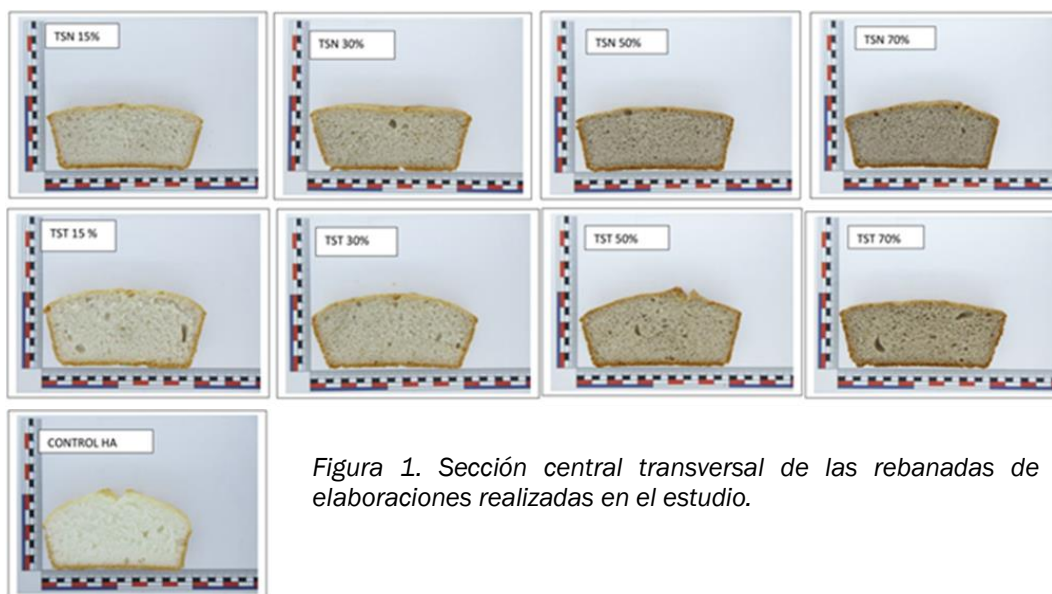 TSN 15%
TSN 30%
TSN 50%
TSN 70%
TST 15 %
TST 30%
TST 50%
TST 70%
CONTROL HA
Figura 1. Sección central transversal de las rebanadas de
elaboraciones realizadas en el estudio.